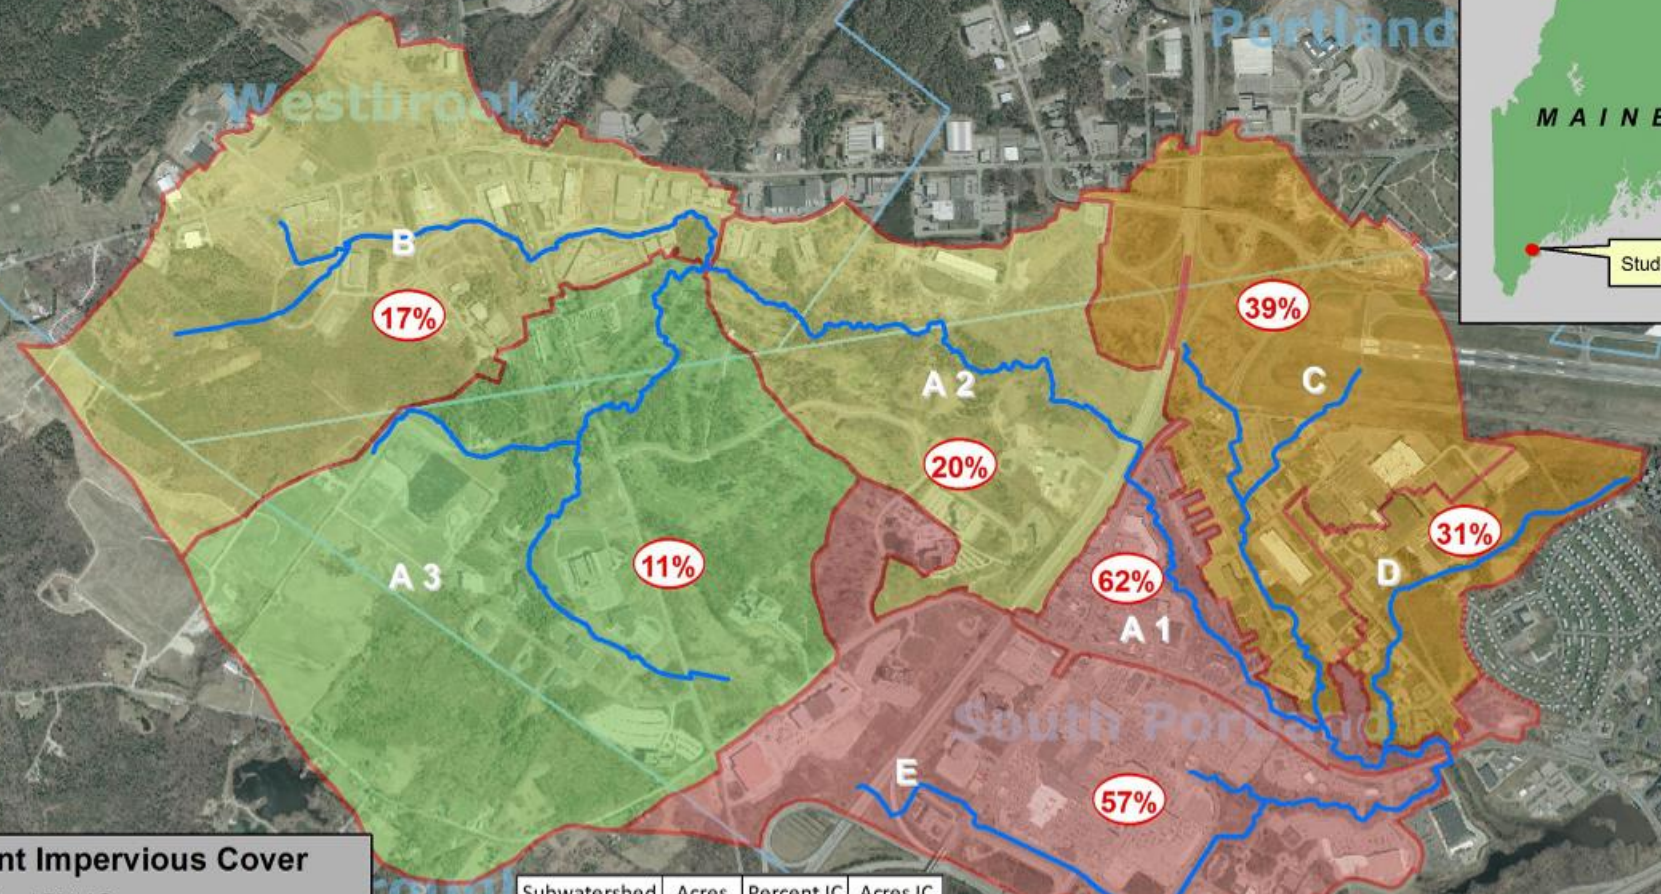 Portland
Westbrook
MAINE
B
Stud
17%
39%
A 2
C
20%
31%
A 3
11%
62%
D
A 1
South Portland
E
57%
nt Impervious Cover
Subwatershed Acres Percent IC Acres IC